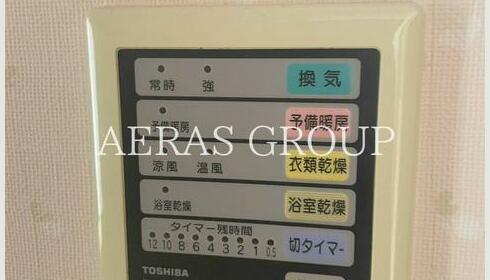 常時 強 換気
予備暖房 予備暖房
AERAS GROUP
涼風 温風 衣類乾燥
浴室乾燥 浴室乾燥
タイマー残時間
12 10 8 6 4 3 2 1 0.5 切タイマー
TOSHIBA